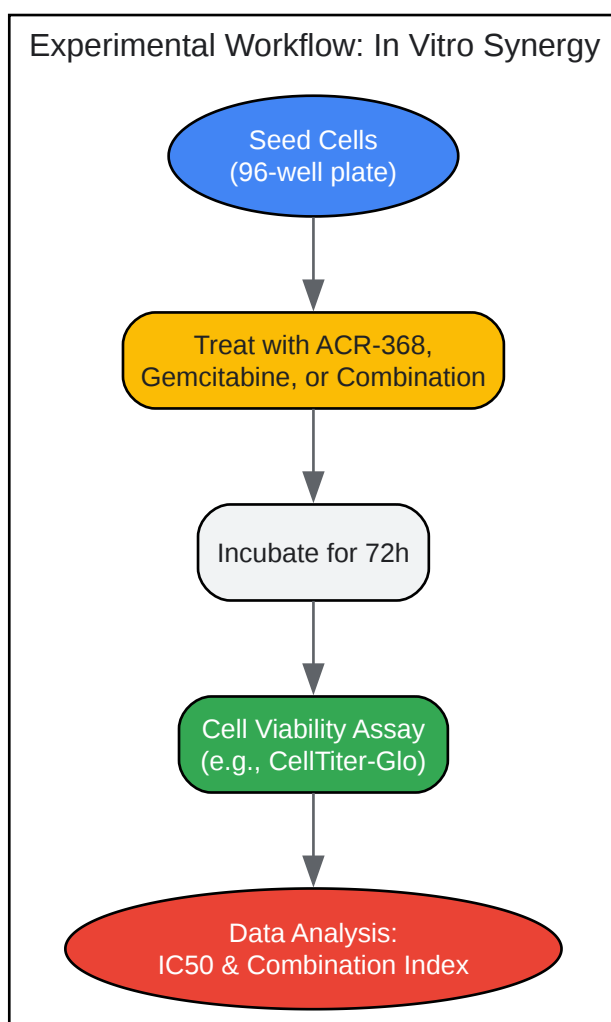 Experimental Workflow: In Vitro Synergy
Seed Cells
(96-well plate)
Treat with ACR-368,
Gemcitabine, or Combination
Incubate for 72h
Cell Viability Assay
(e.g., CellTiter-Glo)
Data Analysis:
IC50 & Combination Index